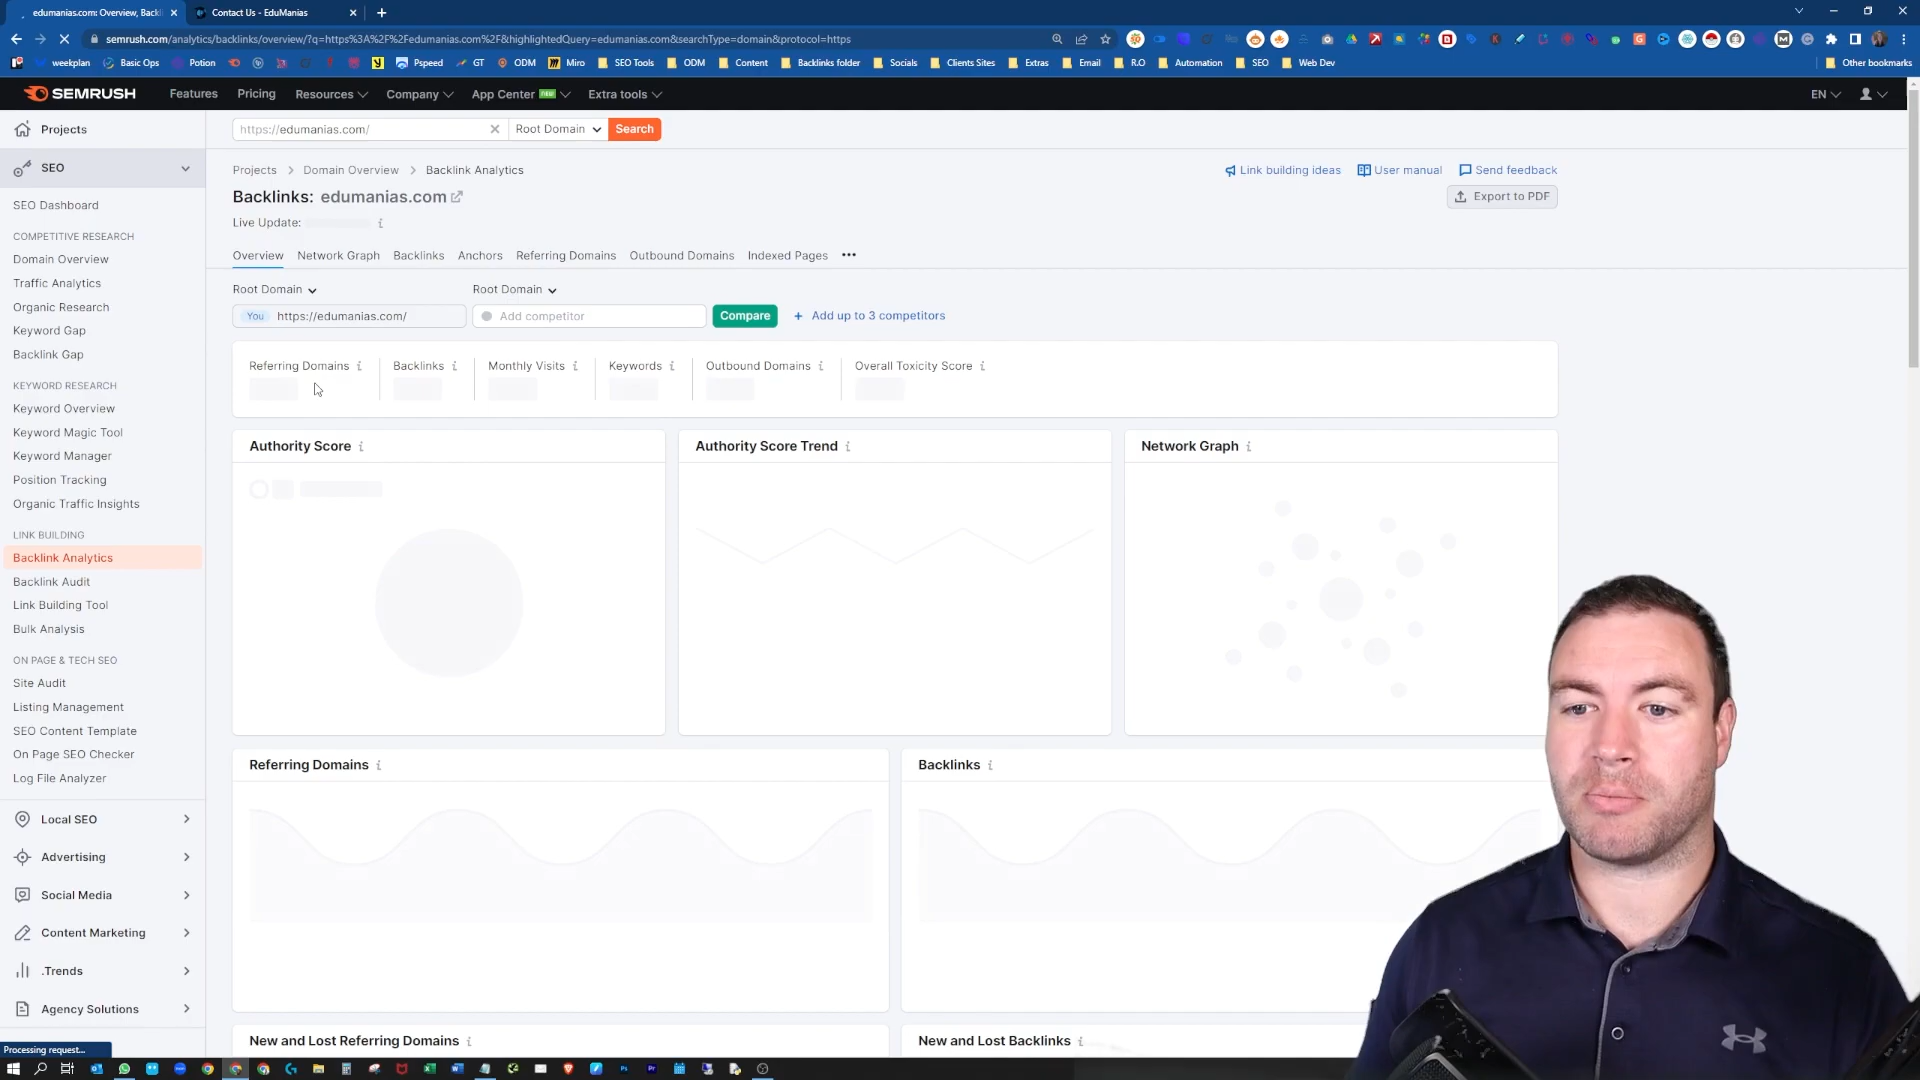 edumanias.com: Overview, Backli
Contact Us - EduManias
semrush.com/analytics/backlinks/overview/?q=https%3A%2F%2Fedumanias.com%2F&highlightedQuery=edumanias.com&searchType=domain&protocol=https
weekplan
Basic Ops
Potion
Pspeed
GT
ODM
Miro
SEO Tools
ODM
Content
Backlinks folder
Socials
Clients Sites
Extras
Email
R.O
Automation
SEO
Web Dev
Other bookmarks
SEMRUSH
Features
Pricing
Resources
Company
App Center
Extra tools
EN
Projects
SEO
SEO Dashboard
COMPETITIVE RESEARCH
Domain Overview
Traffic Analytics
Organic Research
Keyword Gap
Backlink Gap
KEYWORD RESEARCH
Keyword Overview
Keyword Magic Tool
Keyword Manager
Position Tracking
Organic Traffic Insights
LINK BUILDING
Backlink Analytics
Backlink Audit
Link Building Tool
Bulk Analysis
ON PAGE & TECH SEO
Site Audit
Listing Management
SEO Content Template
On Page SEO Checker
Log File Analyzer
Local SEO
Advertising
Social Media
Content Marketing
.Trends
Agency Solutions
Processing request...
https://edumanias.com/
Root Domain
Search
Projects > Domain Overview > Backlink Analytics
Link building ideas
User manual
Send feedback
Backlinks: edumanias.com
Export to PDF
Live Update:
Overview
Network Graph
Backlinks
Anchors
Referring Domains
Outbound Domains
Indexed Pages
Root Domain
Root Domain
You https://edumanias.com/
Add competitor
Compare
+ Add up to 3 competitors
Referring Domains
Backlinks
Monthly Visits
Keywords
Outbound Domains
Overall Toxicity Score
Authority Score
Authority Score Trend
Network Graph
Referring Domains
Backlinks
New and Lost Referring Domains
New and Lost Backlinks